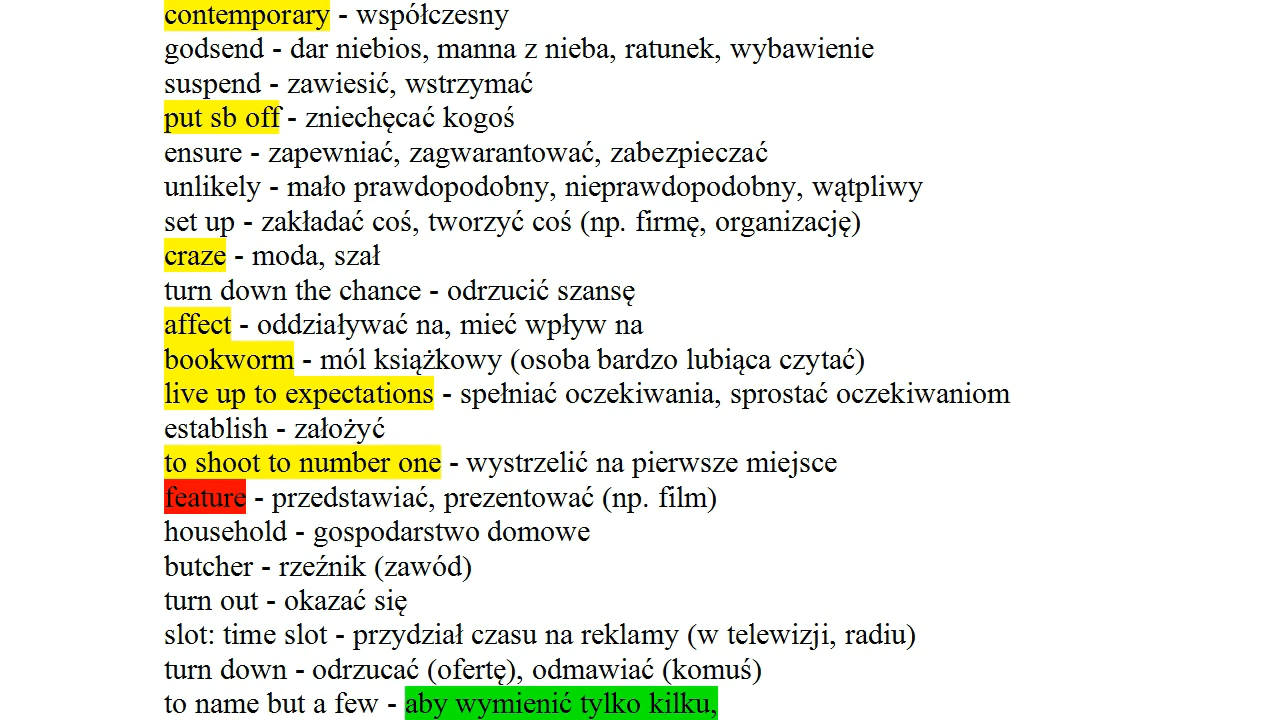 contemporary - współczesny
godsend - dar niebios, manna z nieba, ratunek, wybawienie
suspend - zawiesić, wstrzymać
put sb off - zniechęcać kogoś
ensure - zapewniać, zagwarantować, zabezpieczać
unlikely - mało prawdopodobny, nieprawdopodobny, wątpliwy
set up - zakładać coś, tworzyć coś (np. firmę, organizację)
craze - moda, szał
turn down the chance - odrzucić szansę
affect - oddziaływać na, mieć wpływ na
bookworm - mól książkowy (osoba bardzo lubiąca czytać)
live up to expectations - spełniać oczekiwania, sprostać oczekiwaniom
establish - założyć
to shoot to number one - wystrzelić na pierwsze miejsce
feature - przedstawiać, prezentować (np. film)
household - gospodarstwo domowe
butcher - rzeźnik (zawód)
turn out - okazać się
slot: time slot - przydział czasu na reklamy (w telewizji, radiu)
turn down - odrzucać (ofertę), odmawiać (komuś)
to name but a few - aby wymienić tylko kilku,